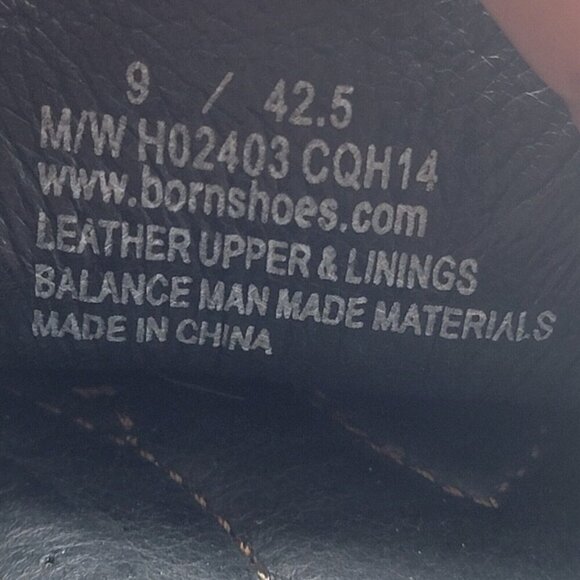 9 / 42.5
M/W H02403 CQH14
www.bornshoes.com
LEATHER UPPER & LININGS
BALANCE MAN MADE MATERIALS
MADE IN CHINA